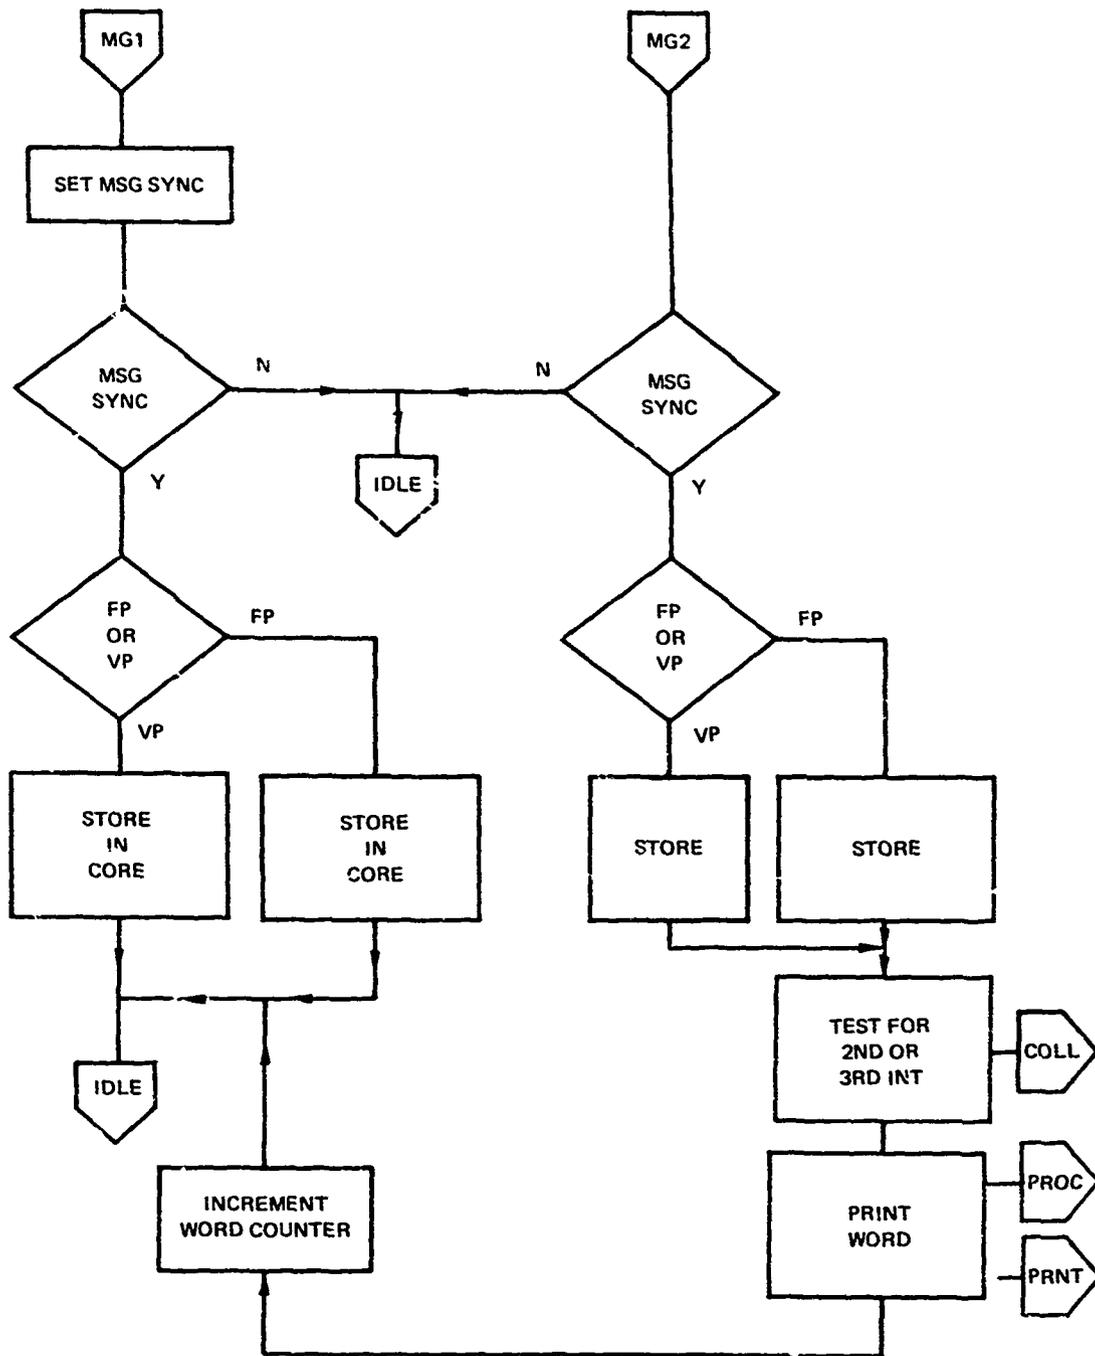 MG1
MG2
SET MSG SYNC
MSG
SYNC
N
N
MSG
SYNC
IDLE
Y
Y
FP
OR
VP
FP
FP
OR
VP
FP
VP
VP
STORE
IN
CORE
STORE
IN
CORE
STORE
STORE
TEST FOR
2ND OR
3RD INT
COLL
IDLE
INCREMENT
WORD COUNTER
PRINT
WORD
PROC
PRNT